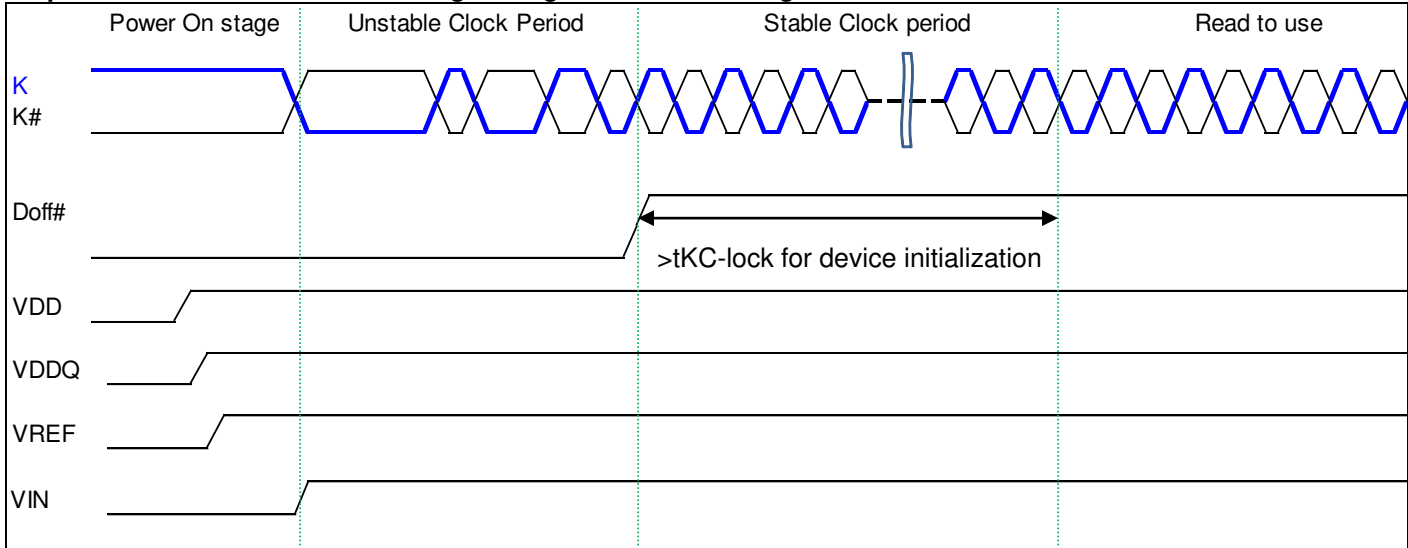 Power On stage
Unstable Clock Period
Stable Clock period
Read to use
K
K#
Doff#
>tKC-lock for device initialization
VDD
VDDQ
VREF
VIN